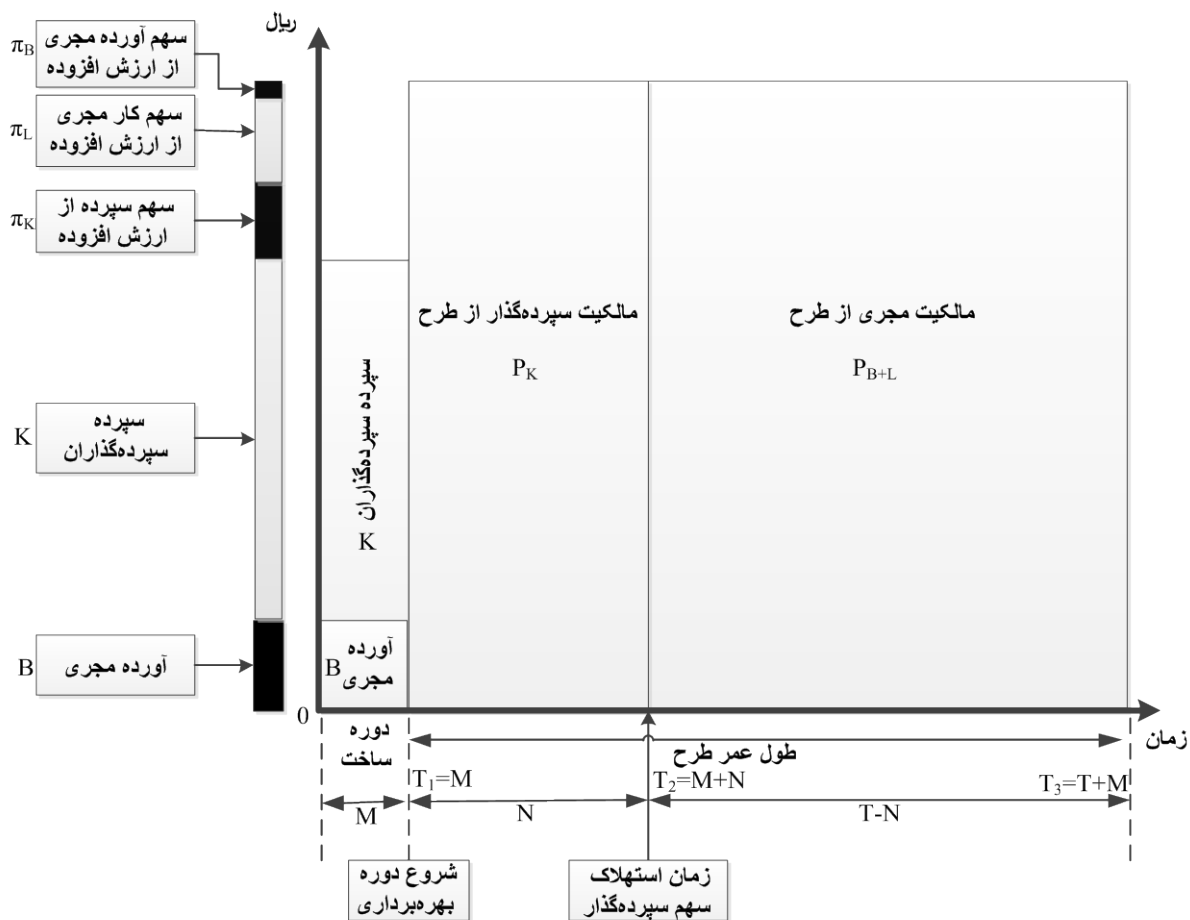 ریال
π_B
سهم آورده مجری
از ارزش افزوده
π_L
سهم کار مجری
از ارزش افزوده
π_K
سهم سپرده از
ارزش افزوده
K
سپرده
سپرده‌گذاران
B
آورده مجری
سپرده سپرده‌گذاران
K
B
آورده
مجری
مالکیت سپرده‌گذار از طرح
P_K
مالکیت مجری از طرح
P_{B+L}
0
زمان
دوره
ساخت
طول عمر طرح
T_1=M
T_2=M+N
T_3=T+M
M
N
T-N
شروع دوره
بهره‌برداری
زمان استهلاک
سهم سپرده‌گذار